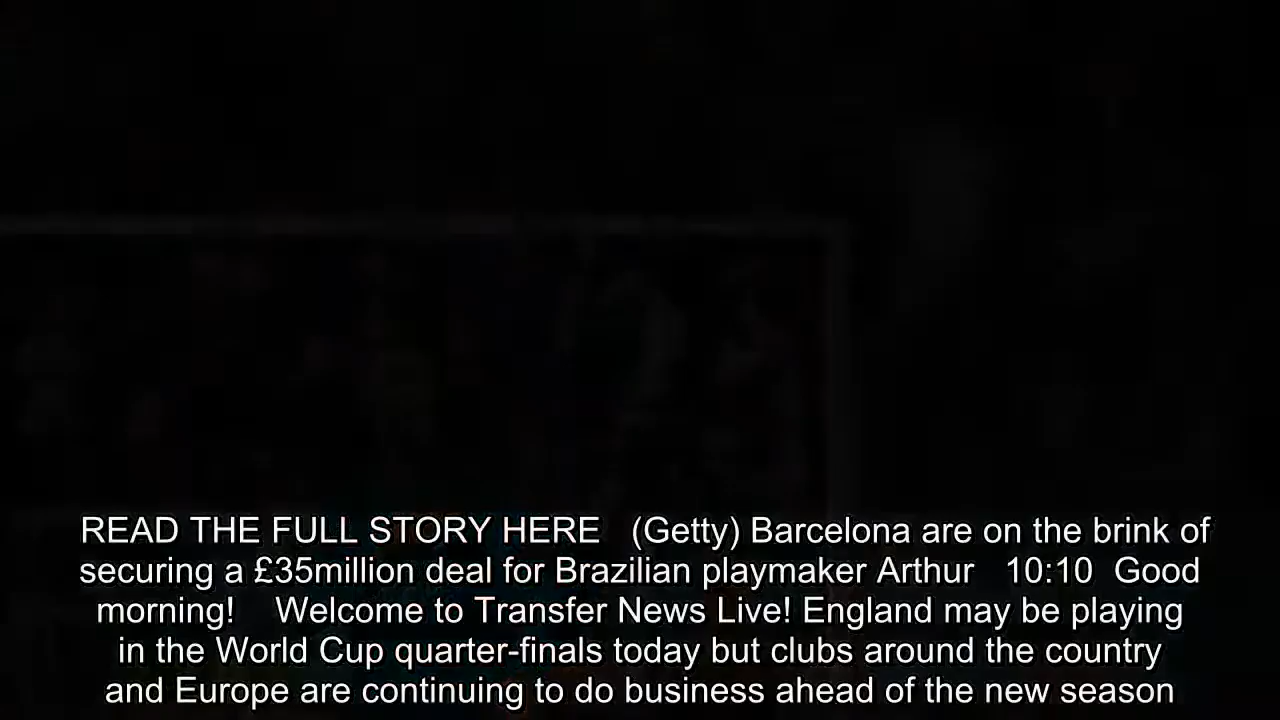 READ THE FULL STORY HERE   (Getty) Barcelona are on the brink of
securing a £35million deal for Brazilian playmaker Arthur   10:10  Good
morning!    Welcome to Transfer News Live! England may be playing
in the World Cup quarter-finals today but clubs around the country
and Europe are continuing to do business ahead of the new season